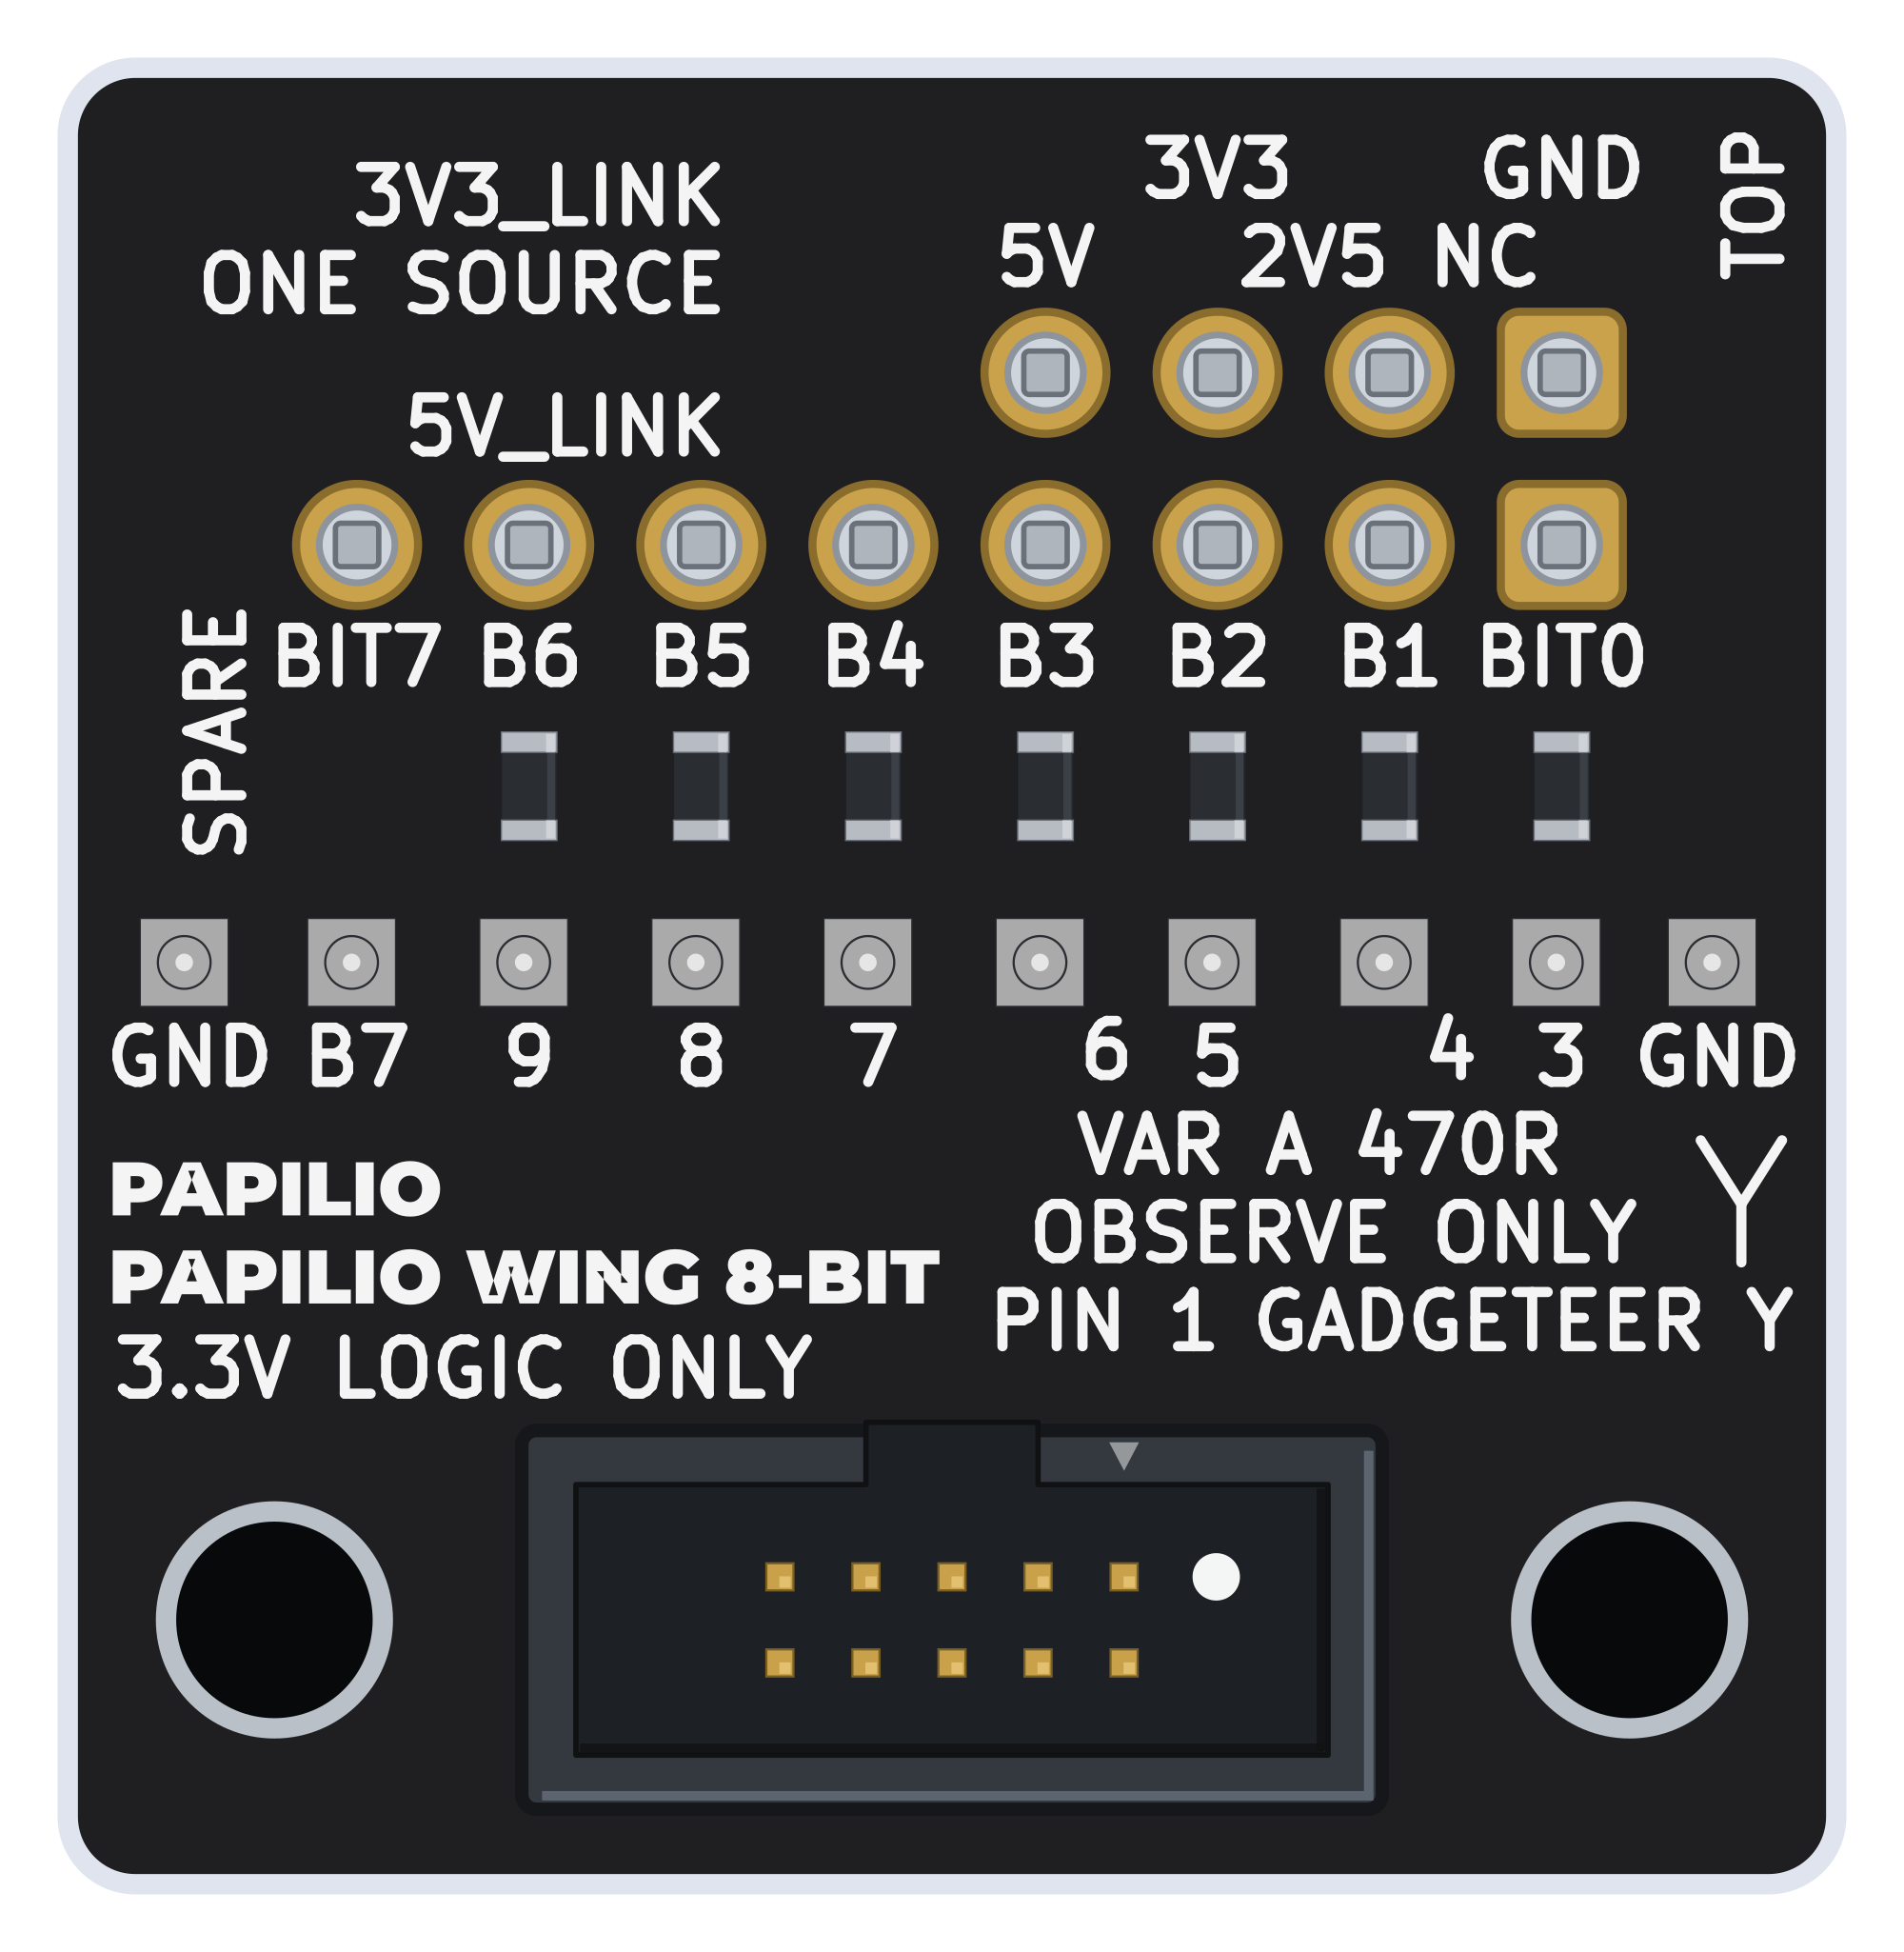 3V3 GND
TOP
3V3_LINK
5V 2V5 NC
ONE SOURCE
5V_LINK
BIT7 B6 B5 B4 B3 B2 B1 BIT0
SPARE
GND B7 9 8 7 6 5 4 3 GND
VAR A 470R
Y
PAPILIO
OBSERVE ONLY
PAPILIO WING 8-BIT
PIN 1 GADGETEER Y
3.3V LOGIC ONLY